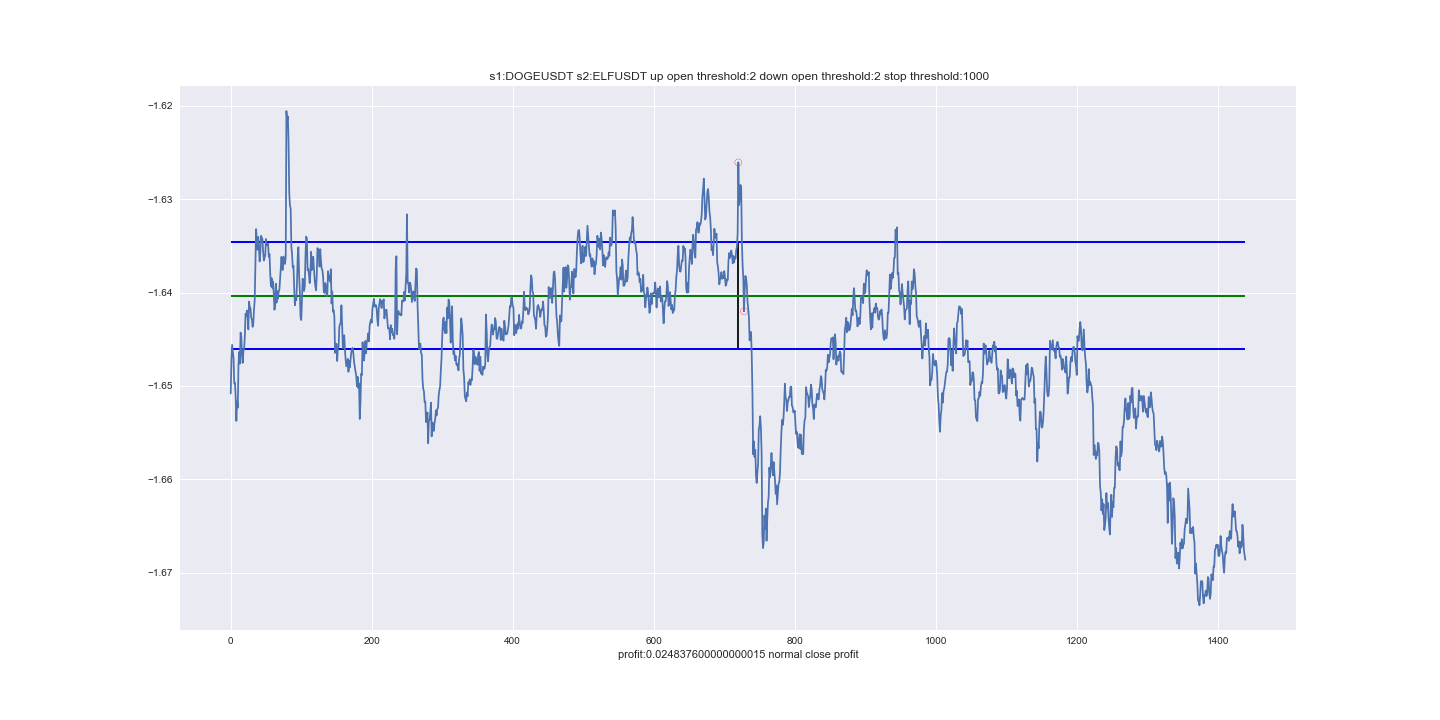 s1:DOGEUSDT s2:ELFUSDT up open threshold:2 down open threshold:2 stop threshold:1000
−1.62
−1.63
−1.64
−1.65
−1.66
−1.67
0 200 400 600 800 1000 1200 1400
profit:0.024837600000000015 normal close profit